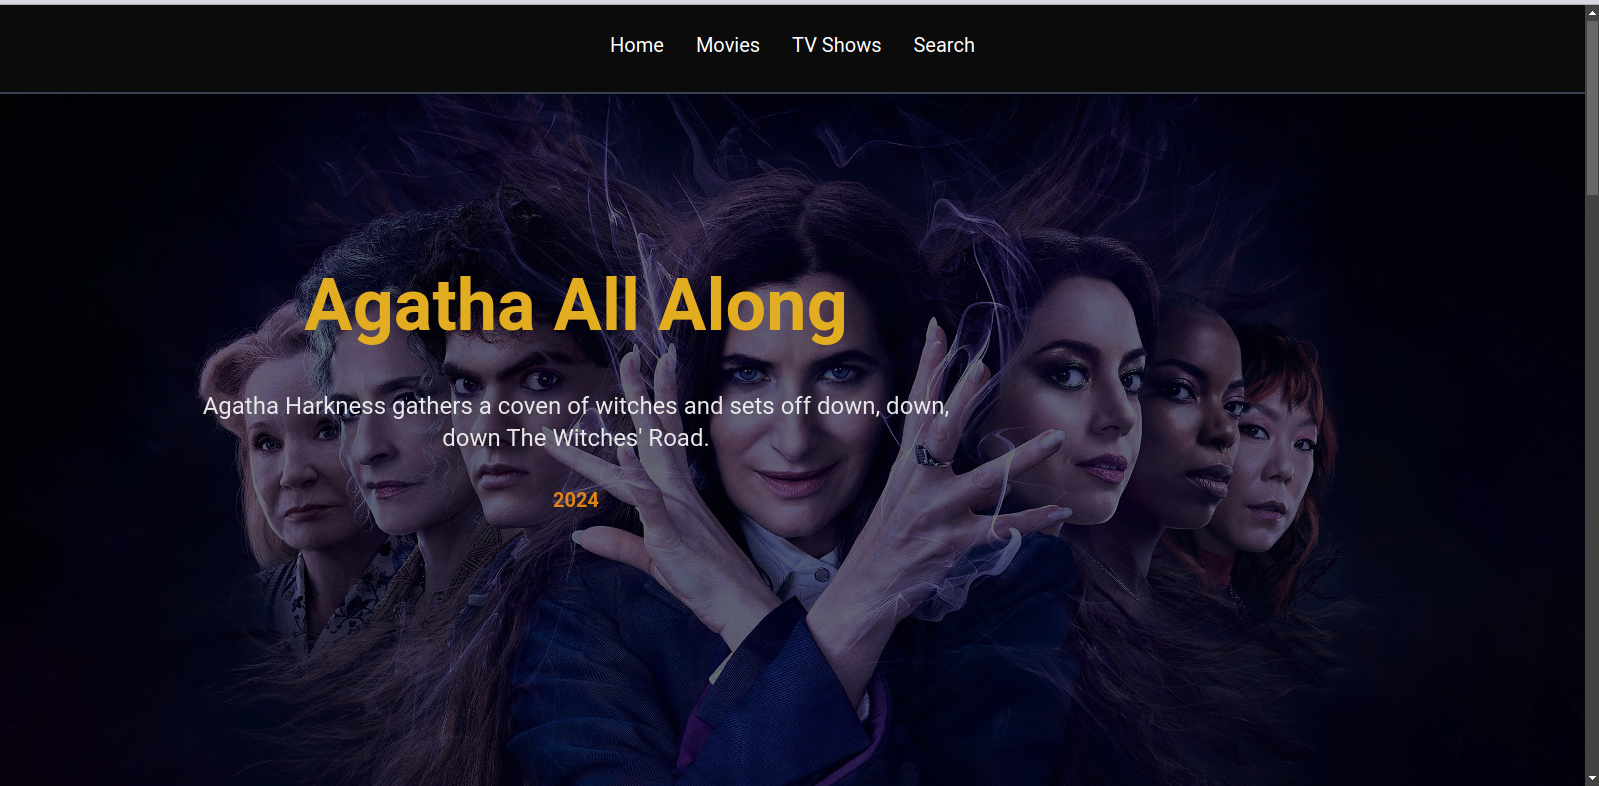 Home Movies TV Shows Search
Agatha All Along
Agatha Harkness gathers a coven of witches and sets off down, down,
down The Witches' Road.
2024